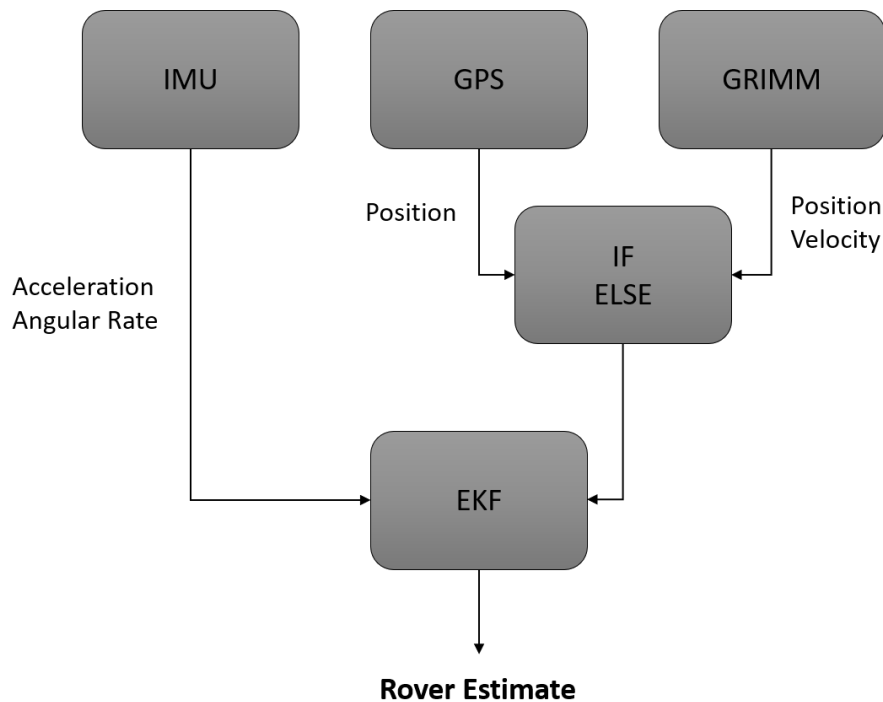 IMU
GPS
GRIMM
Position
Position
Velocity
IF
ELSE
Acceleration
Angular Rate
EKF
Rover Estimate